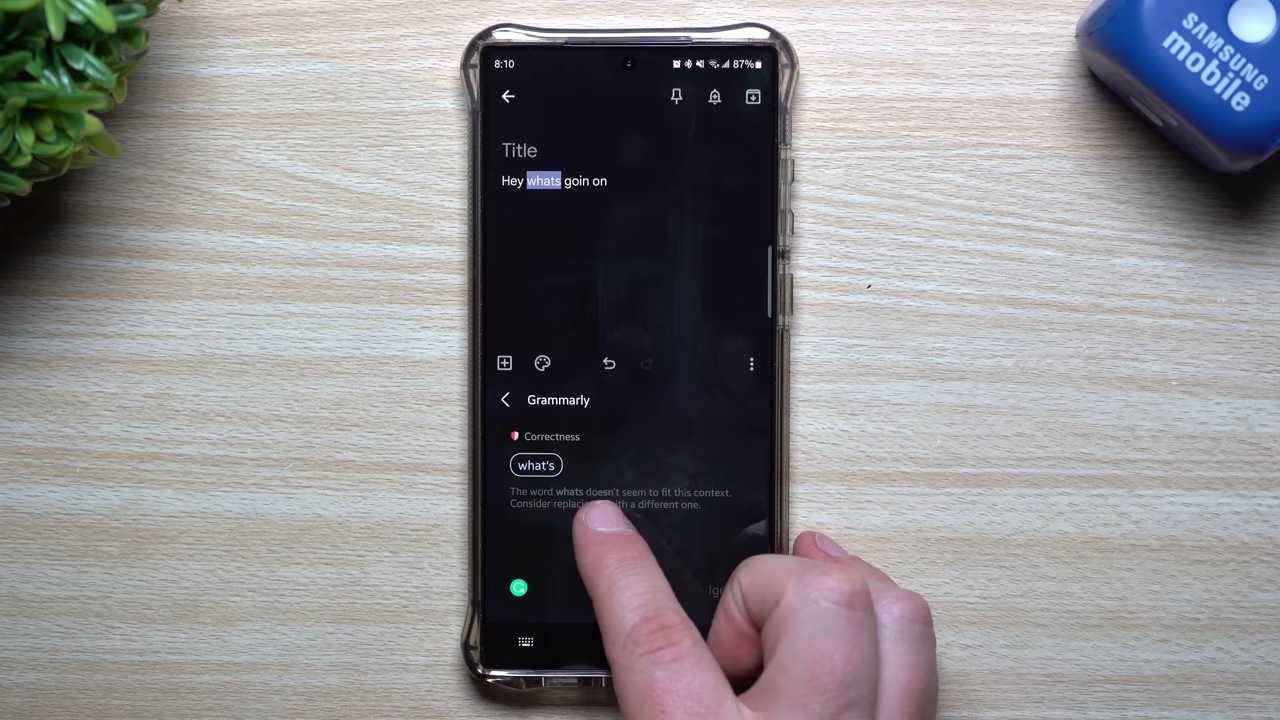 8:10 87%
SAMSUNG
mobile
Title
Hey whats goin on
Grammarly
Correctness
what's
The word whats doesn't seem to fit this context.
Consider with a different one.